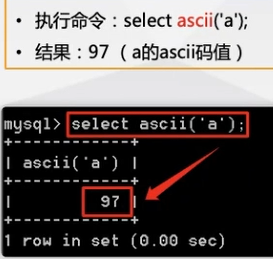 • 执行命令：select ascii('a');
• 结果：97 （a的ascii码值）
mysql> select ascii('a');
+------------+
| ascii('a') |
+------------+
|         97 |
+------------+
1 row in set (0.00 sec)